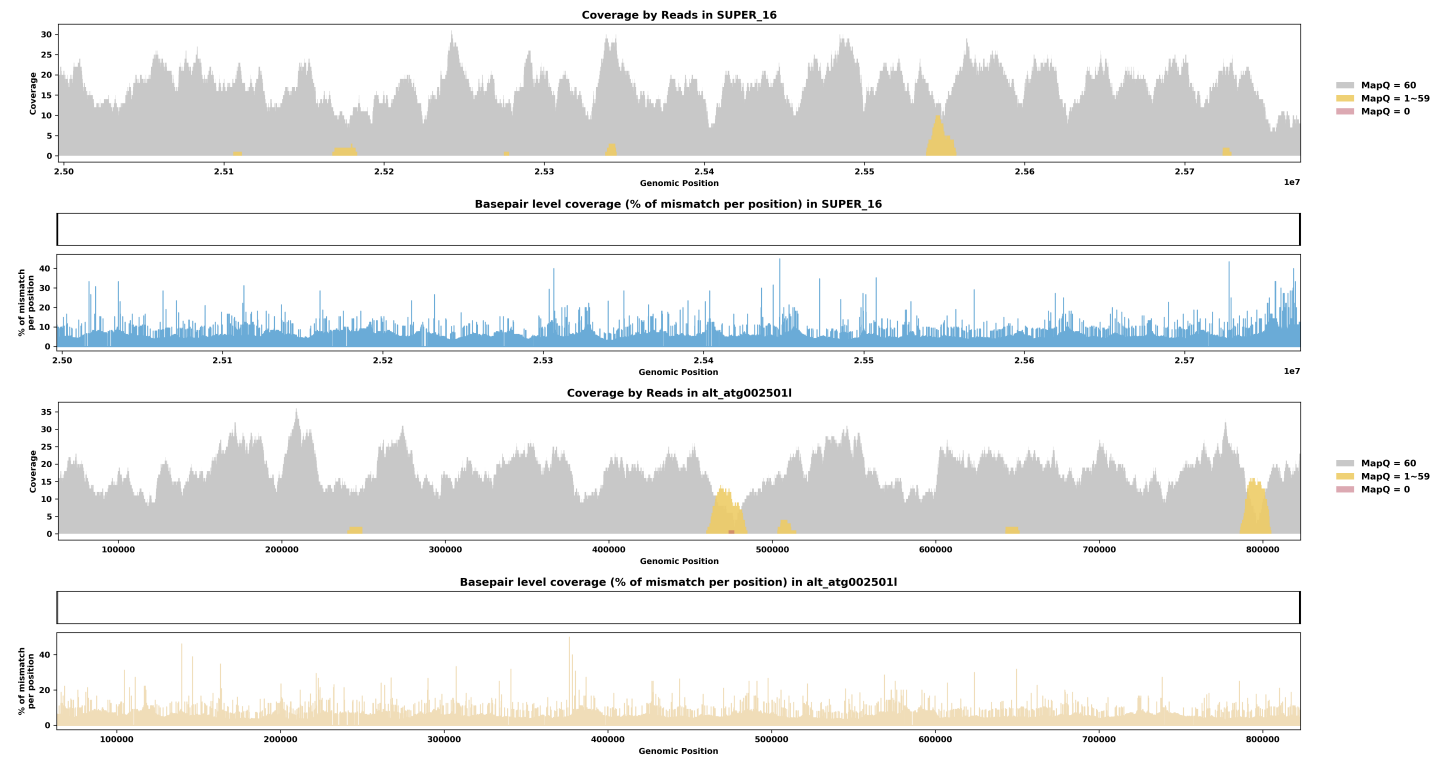 Coverage by Reads in SUPER_16
Coverage
30
25
20
15
10
5
0
2.50 2.51 2.52 2.53 2.54 2.55 2.56 2.57
1e7
Genomic Position
MapQ = 60
MapQ = 1~59
MapQ = 0
Basepair level coverage (% of mismatch per position) in SUPER_16
% of mismatch
per position
40
30
20
10
0
2.50 2.51 2.52 2.53 2.54 2.55 2.56 2.57
1e7
Genomic Position
Coverage by Reads in alt_atg002501l
Coverage
35
30
25
20
15
10
5
0
100000 200000 300000 400000 500000 600000 700000 800000
Genomic Position
MapQ = 60
MapQ = 1~59
MapQ = 0
Basepair level coverage (% of mismatch per position) in alt_atg002501l
% of mismatch
per position
40
20
0
100000 200000 300000 400000 500000 600000 700000 800000
Genomic Position